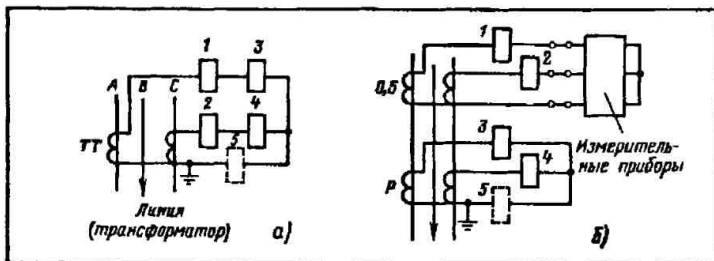 1
3
A
B
C
2
4
5
ТТ
Линия
(трансформатор)
а)
1
2
0,5
3
4
5
Р
Измеритель-
ные приборы
б)